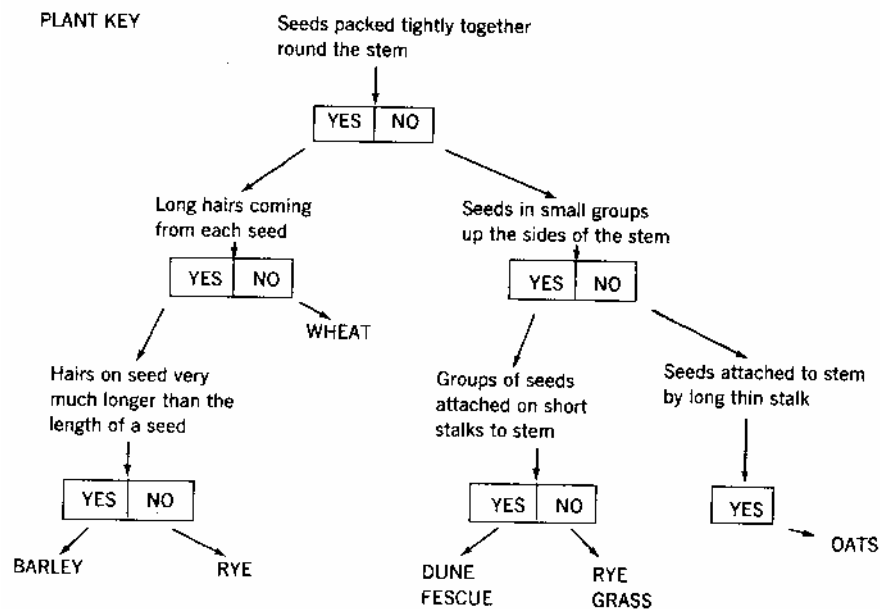 PLANT KEY
Seeds packed tightly together
round the stem
YES NO
Long hairs coming
from each seed
Seeds in small groups
up the sides of the stem
YES NO
YES NO
WHEAT
Hairs on seed very
much longer than the
length of a seed
Groups of seeds
attached on short
stalks to stem
Seeds attached to stem
by long thin stalk
YES NO
YES NO
YES
BARLEY
RYE
DUNE
FESCUE
RYE
GRASS
OATS